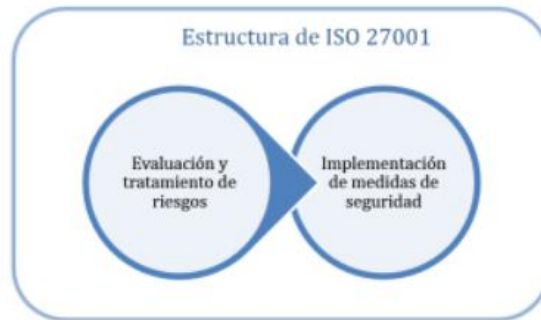 Estructura de ISO 27001
Evaluación y
tratamiento de
riesgos
Implementación
de medidas de
seguridad